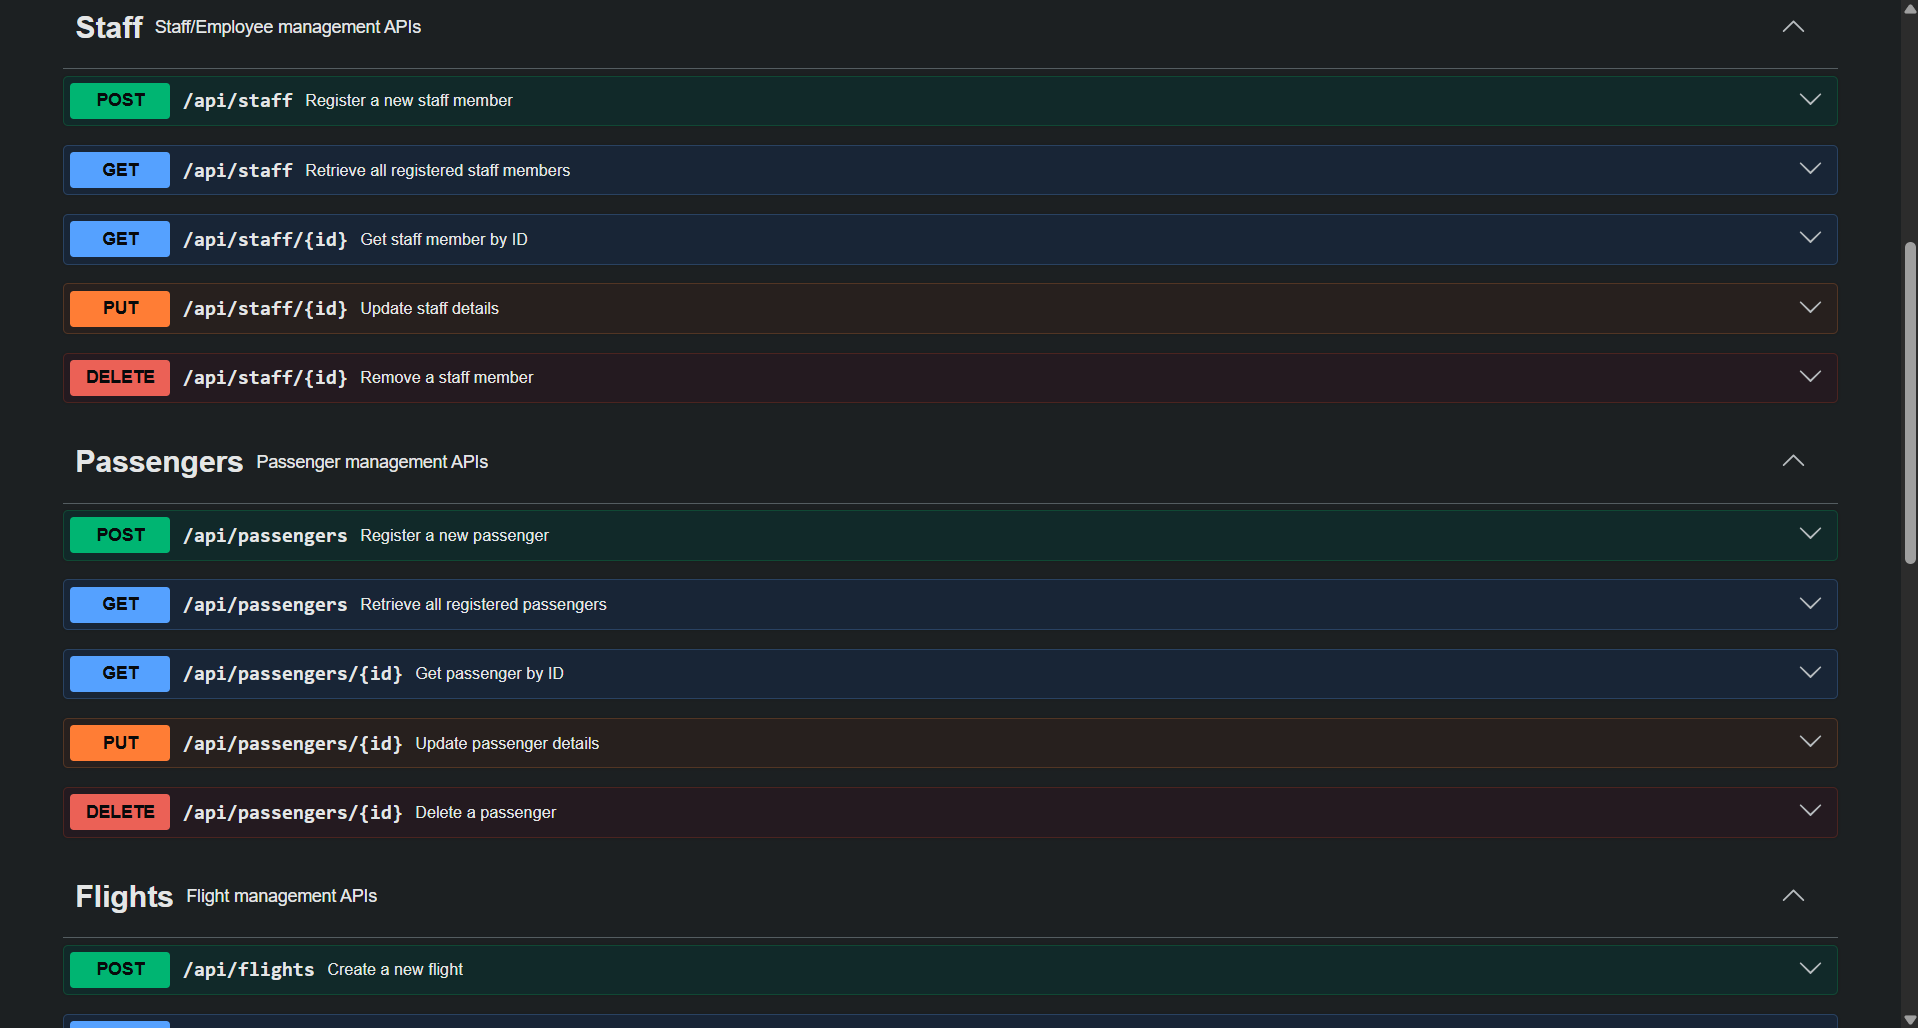 Staff Staff/Employee management APIs
POST /api/staff Register a new staff member
GET /api/staff Retrieve all registered staff members
GET /api/staff/{id} Get staff member by ID
PUT /api/staff/{id} Update staff details
DELETE /api/staff/{id} Remove a staff member
Passengers Passenger management APIs
POST /api/passengers Register a new passenger
GET /api/passengers Retrieve all registered passengers
GET /api/passengers/{id} Get passenger by ID
PUT /api/passengers/{id} Update passenger details
DELETE /api/passengers/{id} Delete a passenger
Flights Flight management APIs
POST /api/flights Create a new flight